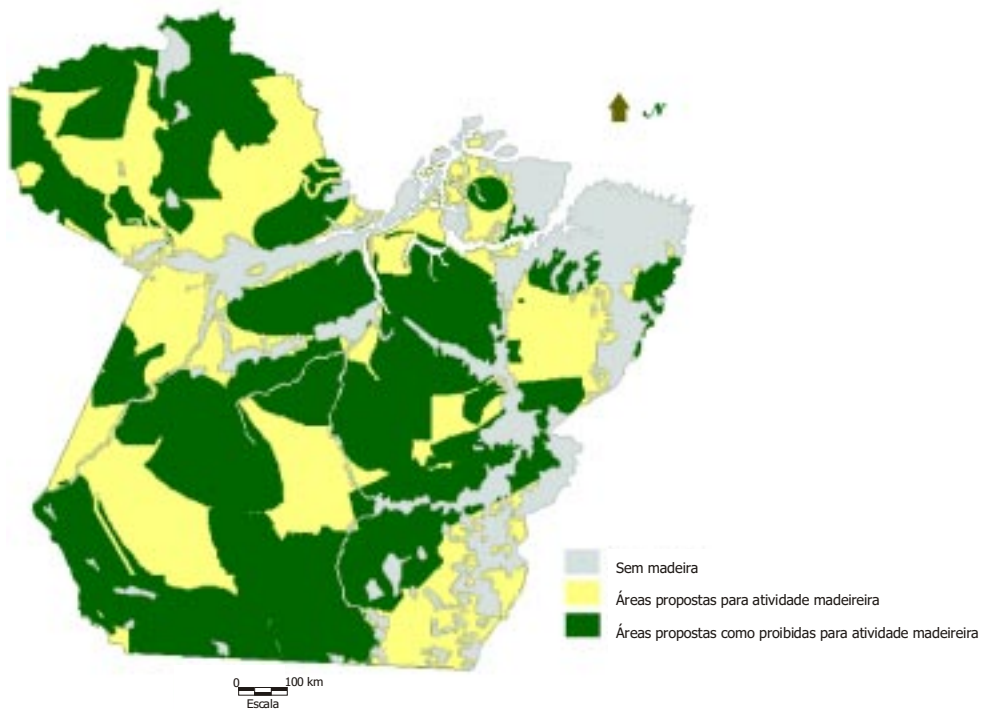 N
Sem madeira
Áreas propostas para atividade madeireira
Áreas propostas como proibidas para atividade madeireira
0 100 km
Escala